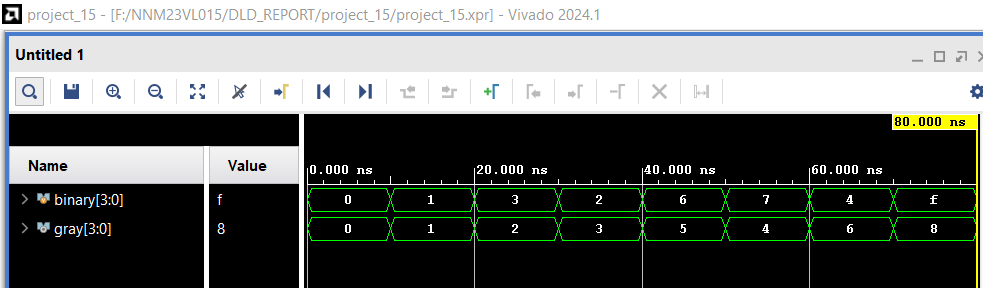 project_15 - [F:/NNM23VL015/DLD_REPORT/project_15/project_15.xpr] - Vivado 2024.1
Untitled 1
80.000 ns
Name Value
0.000 ns 20.000 ns 40.000 ns 60.000 ns
binary[3:0] f 0 1 3 2 6 7 4 f
gray[3:0] 8 0 1 2 3 5 4 6 8